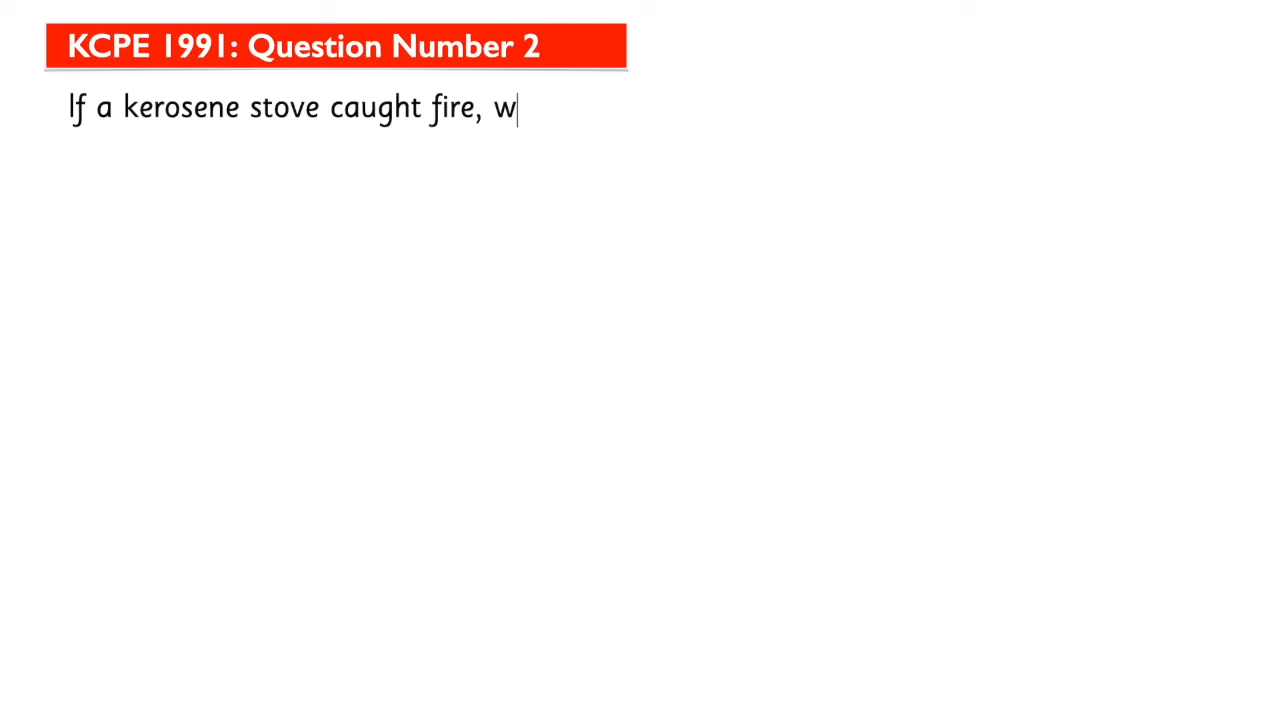 KCPE 1991: Question Number 2
If a kerosene stove caught fire, w